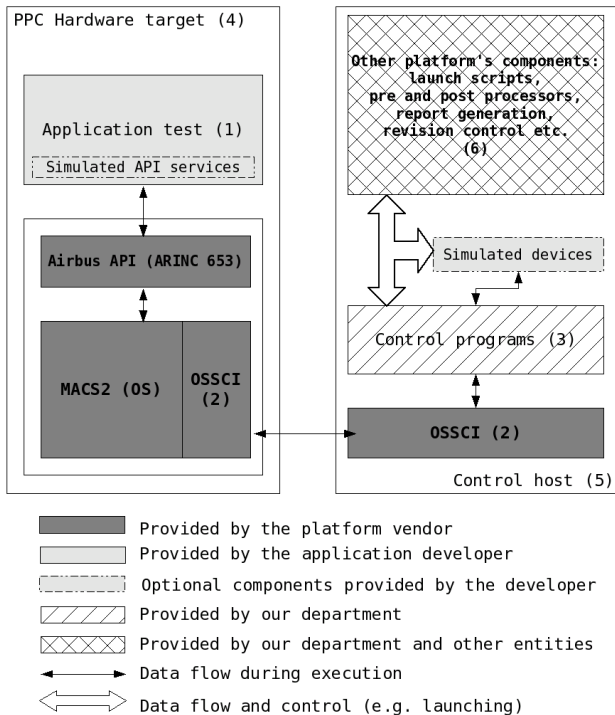 PPC Hardware target (4)
Application test (1)
Simulated API services
Airbus API (ARINC 653)
MACS2 (OS)
OSSCI
(2)
Other platform's components:
launch scripts,
pre and post processors,
report generation,
revision control etc.
(6)
Simulated devices
Control programs (3)
OSSCI (2)
Control host (5)
Provided by the platform vendor
Provided by the application developer
Optional components provided by the developer
Provided by our department
Provided by our department and other entities
Data flow during execution
Data flow and control (e.g. launching)